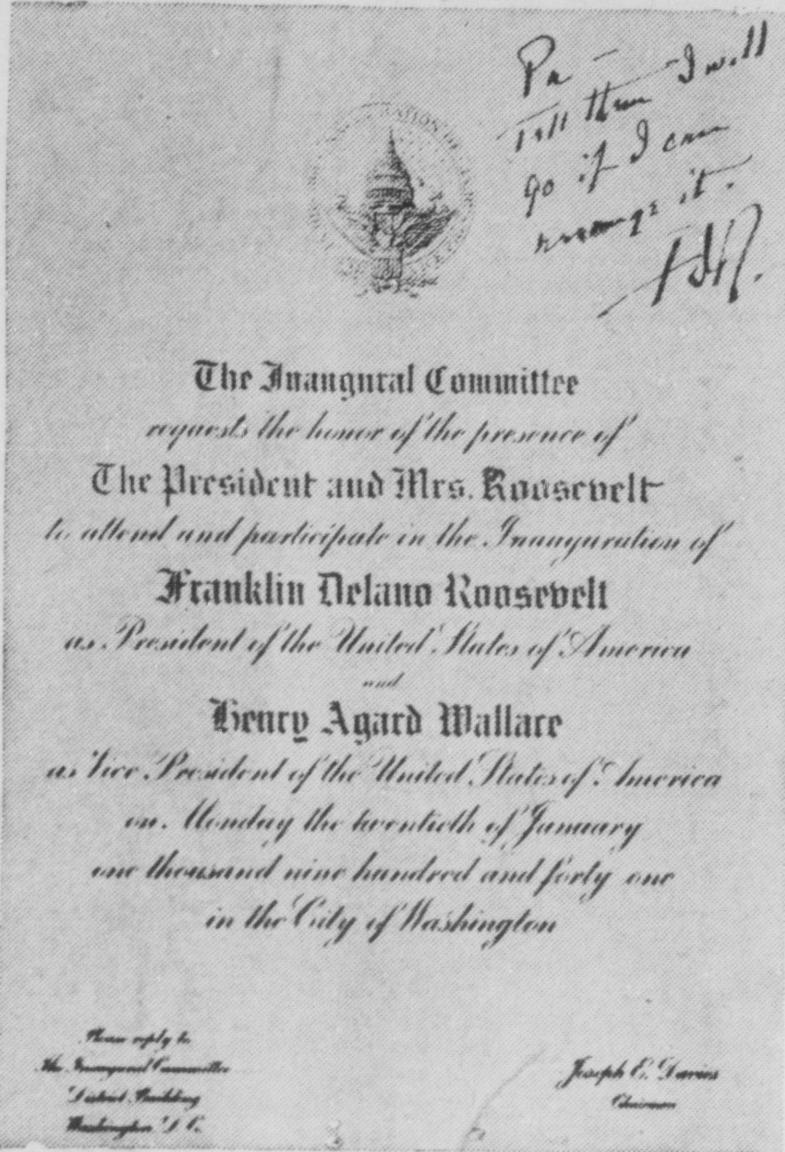 Pa –
Tell them I will
go if I can
arrange it.
FDR.
INAUGURATION OF
The Inaugural Committee
requests the honor of the presence of
The President and Mrs. Roosevelt
to attend and participate in the Inauguration of
Franklin Delano Roosevelt
as President of the United States of America
and
Henry Agard Wallace
as Vice President of the United States of America
on Monday the twentieth of January
one thousand nine hundred and forty one
in the City of Washington
Please reply to
the Inaugural Committee
District Building
Washington D.C.
Joseph E. Davies
Chairman